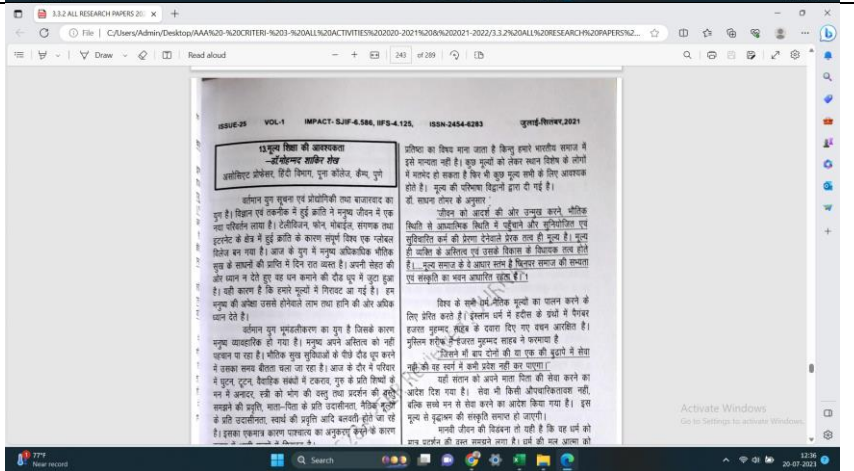 3.3.2 ALL RESEARCH PAPERS 20
File | C:/Users/Admin/Desktop/AAA%20-%20CRITERI-%203-%20ALL%20ACTIVITIES%202020-2021%20&%202021-2022/3.3.2%20ALL%20RESEARCH%20PAPERS%2...
Draw
Read aloud
243 of 289
ISSUE-25 VOL-1 IMPACT- SJIF-6.586, IIFS-4.125, ISSN-2454-6283 जुलाई-सितंबर,2021
13.मूल्य शिक्षा की आवश्यकता
-डॉ.मोहम्मद शाकिर शेख
असोसिएट प्रोफेसर, हिंदी विभाग, पुना कॉलेज, कैम्प, पुणे
वर्तमान युग सूचना एवं प्रौद्योगिकी तथा बाजारवाद का
युग है। विज्ञान एवं तकनीक में हुई क्रांति ने मनुष्य जीवन में एक
नया परिवर्तन लाया है। टेलीविजन, फोन, मोबाईल, संगणक तथा
इंटरनेट के क्षेत्र में हुई क्रांति के कारण संपूर्ण विश्व एक ग्लोबल
विलेज बन गया है। आज के युग में मनुष्य अधिकाधिक भौतिक
सुख के साधनों की प्राप्ति में दिन रात व्यस्त है। अपनी सेहत की
ओर ध्यान न देते हुए वह धन कमाने की दौड धूप में जुटा हुआ
है। यही कारण है कि हमारे मूल्यों में गिरावट आ गई है। हम
मनुष्य की अपेक्षा उससे होनेवाले लाभ तथा हानि की ओर अधिक
ध्यान देते है।
वर्तमान युग भूमंडलीकरण का युग है जिसके कारण
मनुष्य व्यावहारिक हो गया है। मनुष्य अपने अस्तित्व को नही
पहचान पा रहा है। भौतिक सुख सुविधाओं के पीछे दौड धूप करने
में उसका समय बीतता चला जा रहा है। आज के दौर में परिवार
में घुटन, टूटन, वैवाहिक संबंधों में टकराव, गुरु के प्रति शिष्यों के
मन में अनादर, स्त्री को भोग की वस्तु तथा प्रदर्शन की वस्तु
समझने की प्रवृत्ति, माता-पिता के प्रति उदासीनता, नैतिक मूल्यों
के प्रति उदासीनता, स्वार्थ की प्रवृत्ति आदि बलवती होते जा रहे
है। इसका एकमात्र कारण पाश्चात्य का अनुकरण करने के कारण
प्रतिष्ठा का विषय माना जाता है किन्तु हमारे भारतीय समाज में
इसे मान्यता नही है। कुछ मूल्यों को लेकर स्थान विशेष के लोगों
में मतभेद हो सकता है फिर भी कुछ मूल्य सभी के लिए आवश्यक
होते है। मूल्य की परिभाषा विद्वानों द्वारा दी गई है।
डॉ. साधना तोमर के अनुसार :
'जीवन को आदर्श की ओर उन्मुख करने, भौतिक
स्थिति से आध्यात्मिक स्थिति में पहुँचाने और सुनियोजित एवं
सुविचारित कर्म की प्रेरणा देनेवाले प्रेरक तत्व ही मूल्य है। मूल्य
ही व्यक्ति के अस्तित्व एवं उसके विकास के विधायक तत्व होते
है।...मूल्य समाज के वे आधार स्तंभ है जिनपर समाज की सभ्यता
एवं संस्कृति का भवन आधारित रहता है।'१
विश्व के सभी धर्म नैतिक मूल्यों का पालन करने के
लिए प्रेरित करते है। इस्लाम धर्म में हदीस के ग्रंथों में पैगंबर
हजरत मुहम्मद साहब के दवारा दिए गए वचन आरक्षित है।
मुस्लिम शरीफ में हजरत मुहम्मद साहब ने फरमाया है
'जिसने माँ बाप दोनों की या एक की बुढापे में सेवा
नही की वह स्वर्ग में कभी प्रवेश नही कर पाएगा।'
यहाँ संतान को अपने माता पिता की सेवा करने का
आदेश दिश गया है। सेवा भी किसी औपचारिकतावश नही,
बल्कि सच्चे मन से सेवा करने का आदेश किया गया है। इस
मूल्य से वृद्धाश्रम की संस्कृति समाप्त हो जाएगी।
मानवी जीवन की विडंबना तो यही है कि वह धर्म को
मात्र प्रदर्शन की वस्तु समझने लगा है। धर्म की मूल आत्मा को
Activate Windows
Go to Settings to activate Windows.
77°F
Near record
Search
12:36
20-07-2023